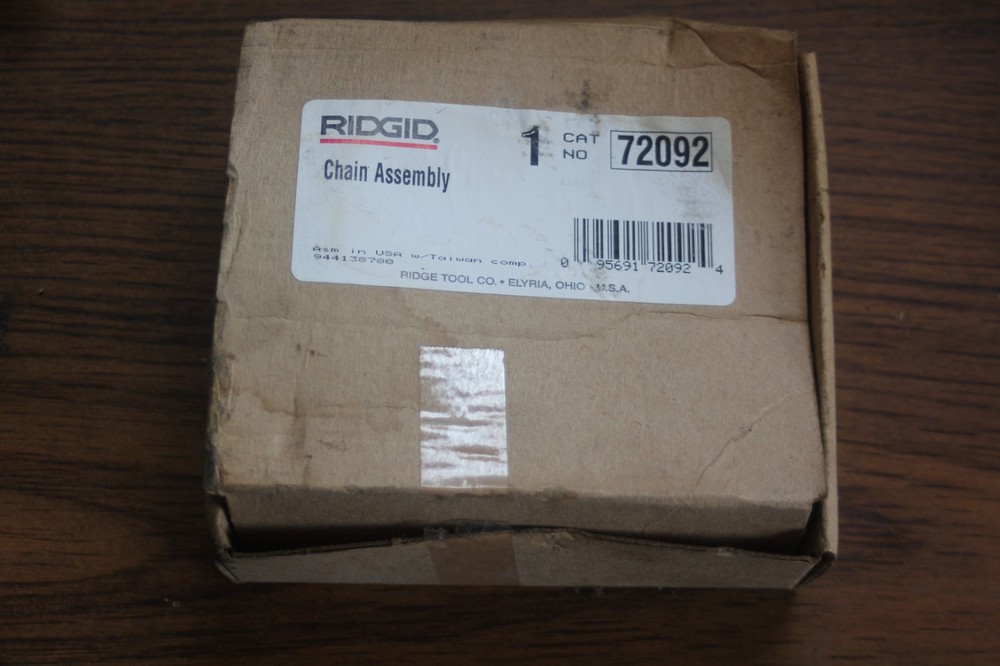 RIDGID®
1 CAT NO 72092
Chain Assembly
Asm in USA w/Taiwan comp.
944138780
0 95691 72092 4
RIDGE TOOL CO. • ELYRIA, OHIO U.S.A.